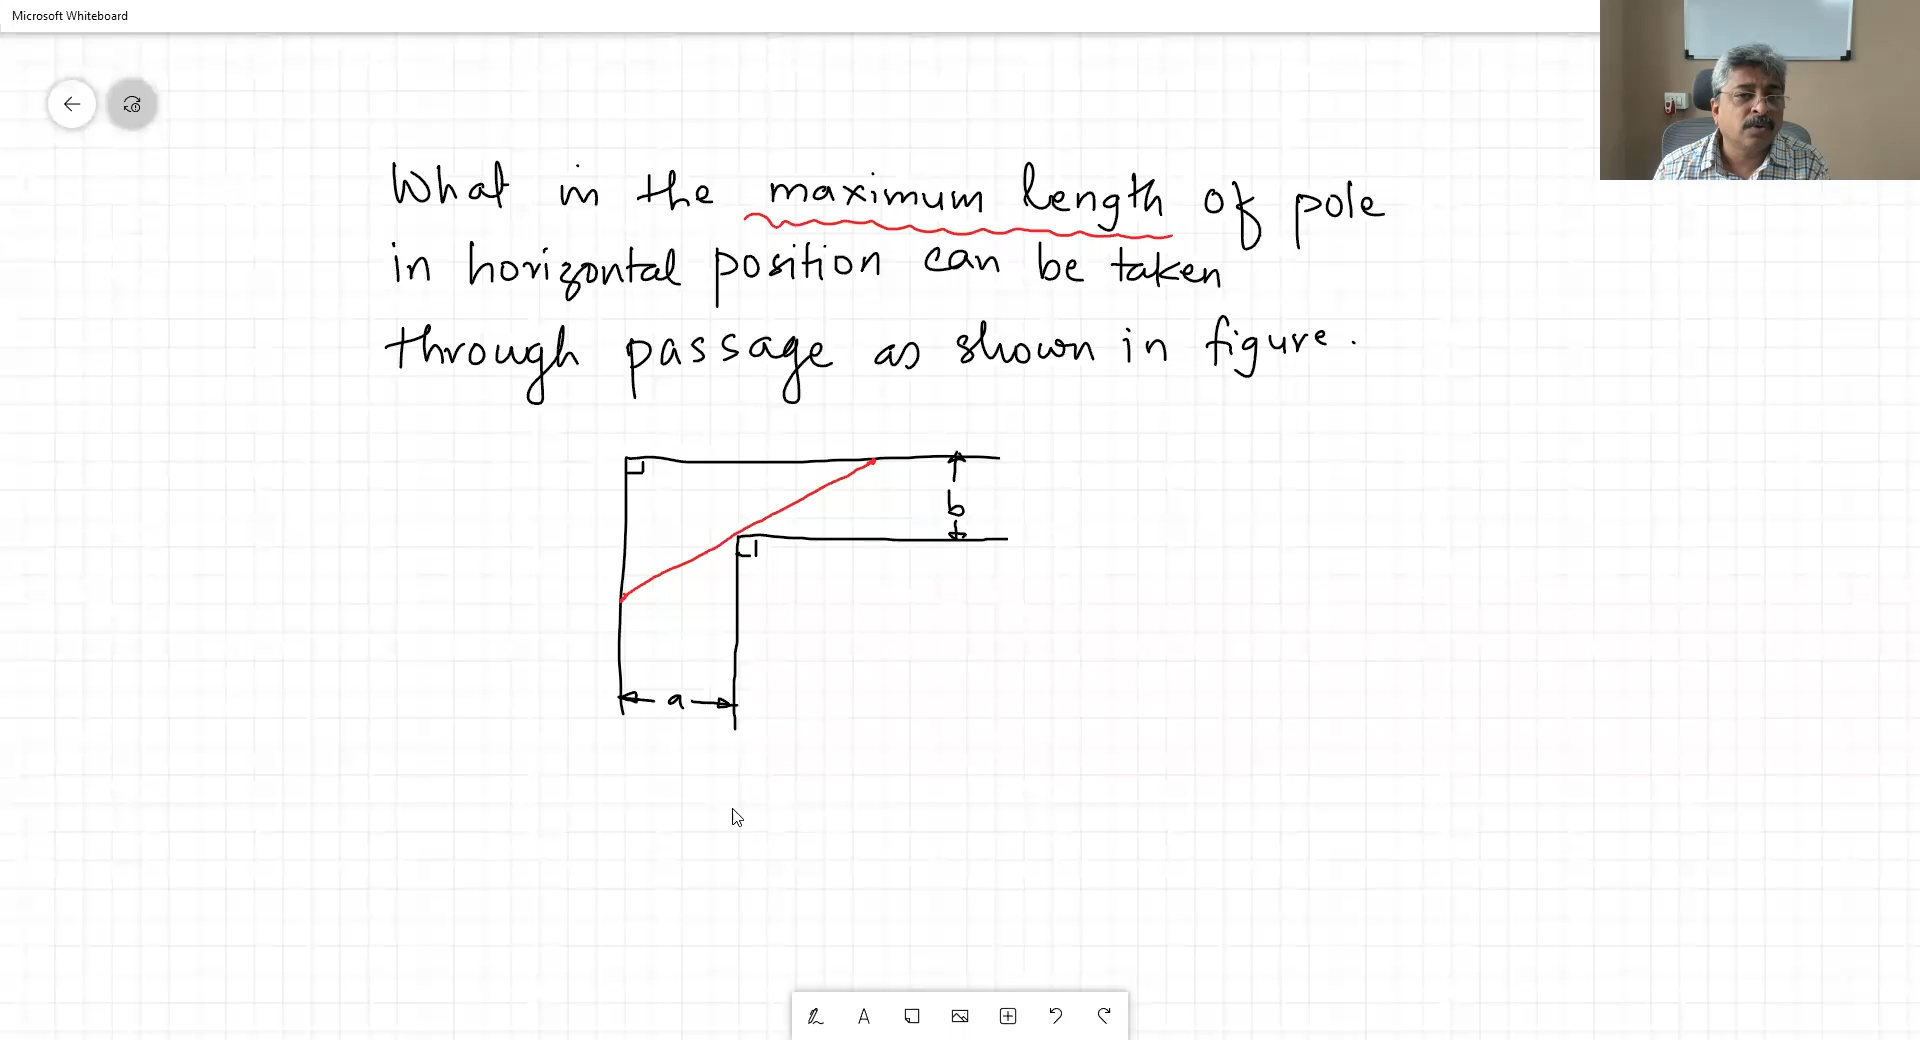 Microsoft Whiteboard
What in the maximum length of pole
in horizontal position can be taken
through passage as shown in figure.
b
a
A